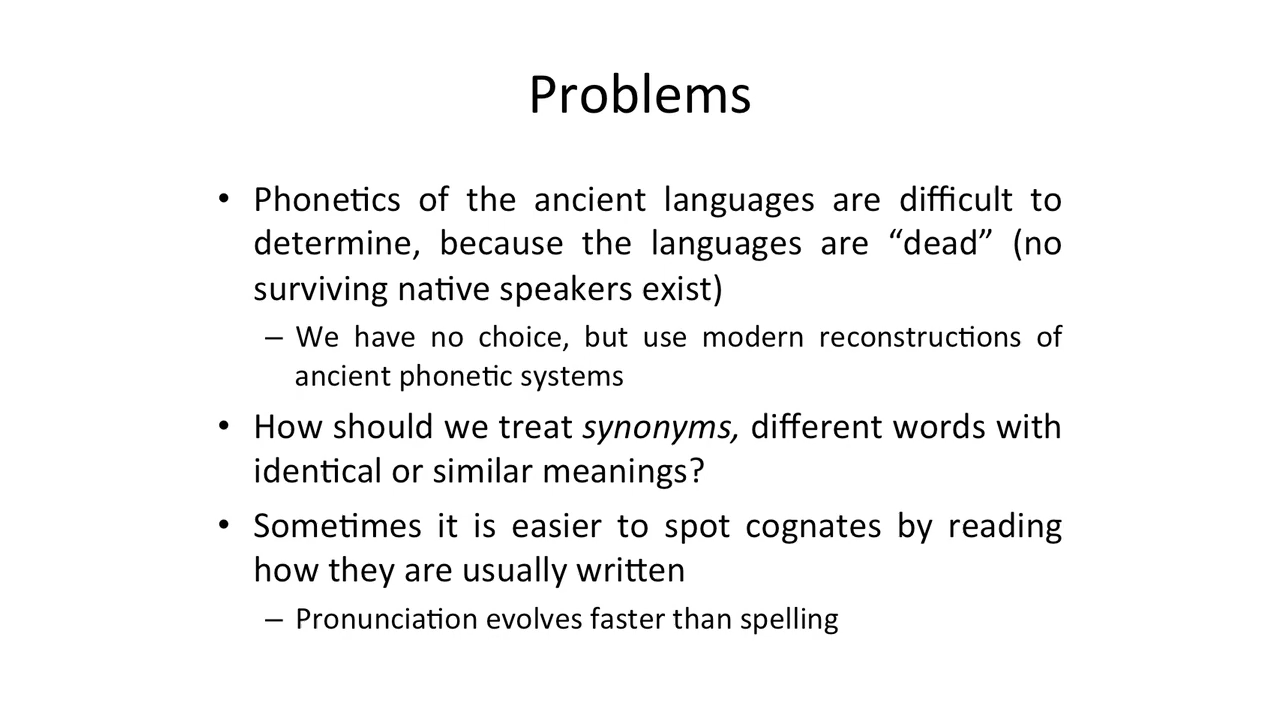 Problems
• Phonetics of the ancient languages are difficult to
determine, because the languages are “dead” (no
surviving native speakers exist)
– We have no choice, but use modern reconstructions of
ancient phonetic systems
• How should we treat synonyms, different words with
identical or similar meanings?
• Sometimes it is easier to spot cognates by reading
how they are usually written
– Pronunciation evolves faster than spelling